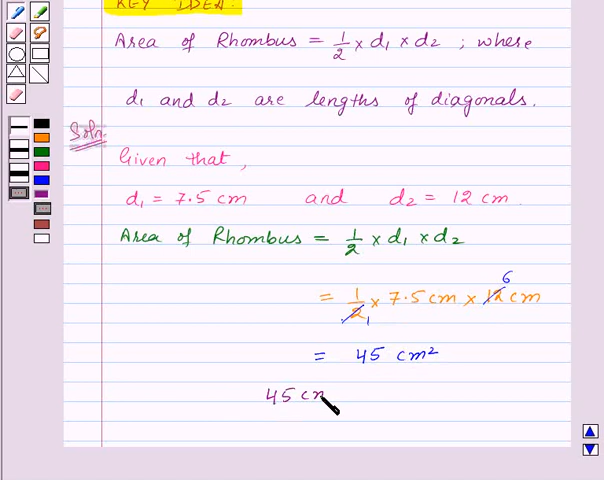 KEY IDEA:
Area of Rhombus = 1/2 × d1 × d2 ; where
d1 and d2 are lengths of diagonals.
Soln.
Given that,
d1 = 7.5 cm and d2 = 12 cm.
Area of Rhombus = 1/2 × d1 × d2
= 1/2 1 × 7.5 cm × 12 6 cm
= 45 cm²
45 cm